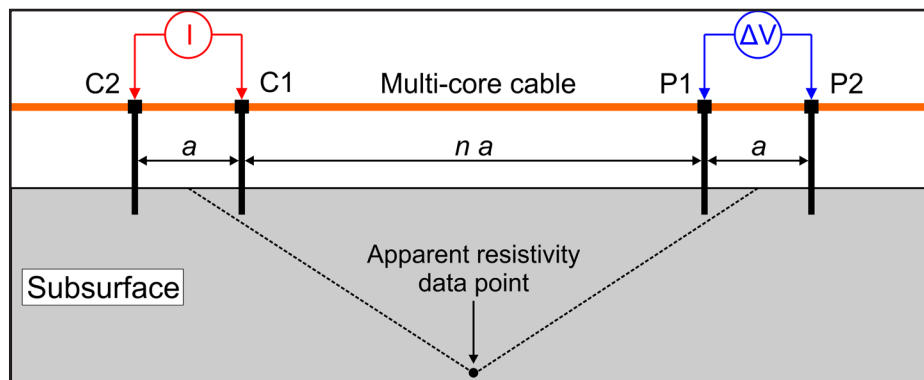 I
ΔV
C2
C1
Multi-core cable
P1
P2
a
n a
a
Apparent resistivity
data point
Subsurface